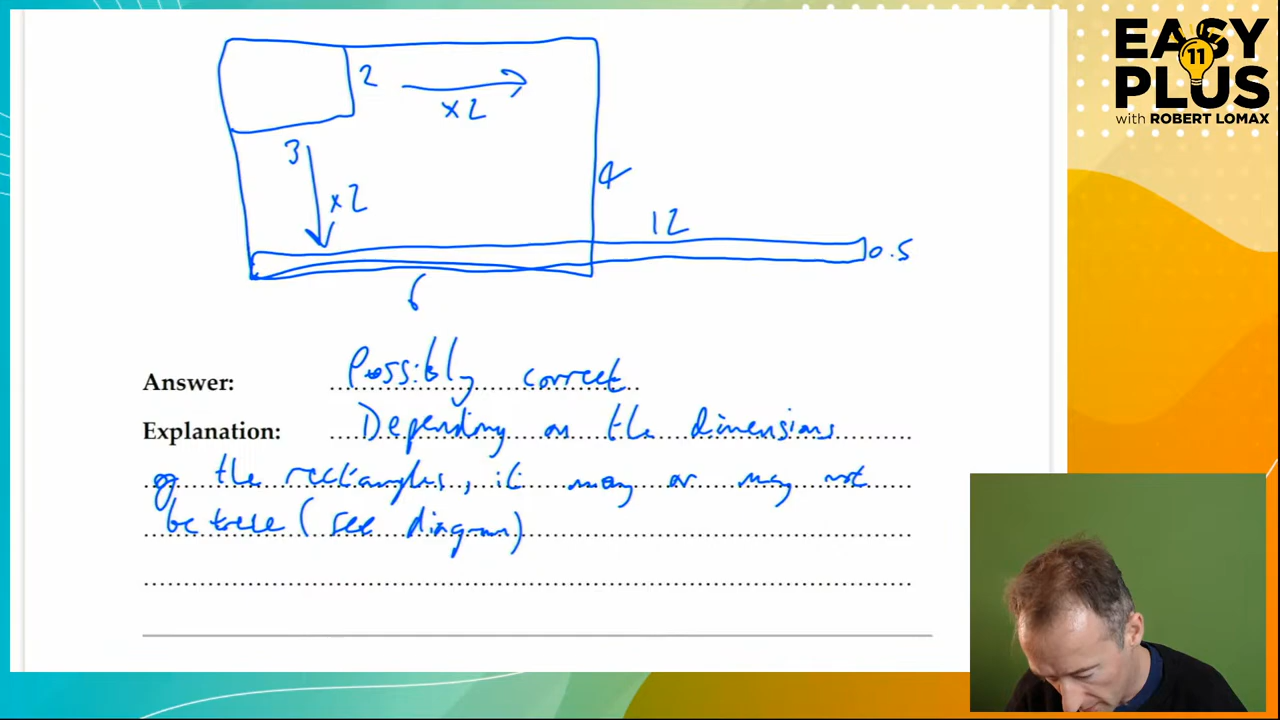 EASY
11
PLUS
with ROBERT LOMAX
2
×2
3
×2
4
12
0.5
6
Answer: Possibly correct
Explanation: Depending on the dimensions
of the rectangles, it may or may not
be true (see diagram)